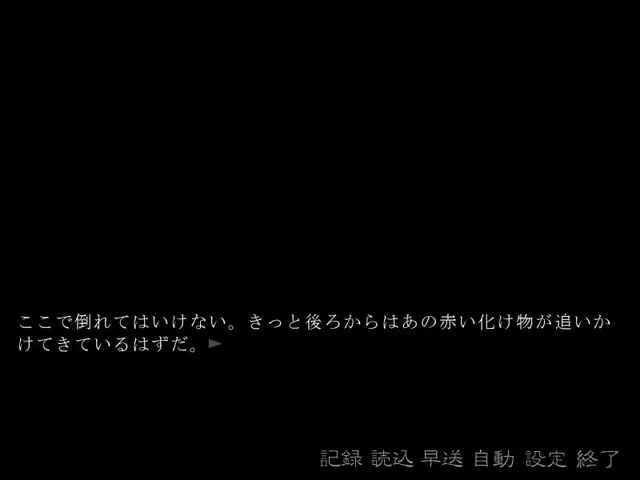 ここで倒れてはいけない。きっと後ろからはあの赤い化け物が追いか
けてきているはずだ。
記録 読込 早送 自動 設定 終了